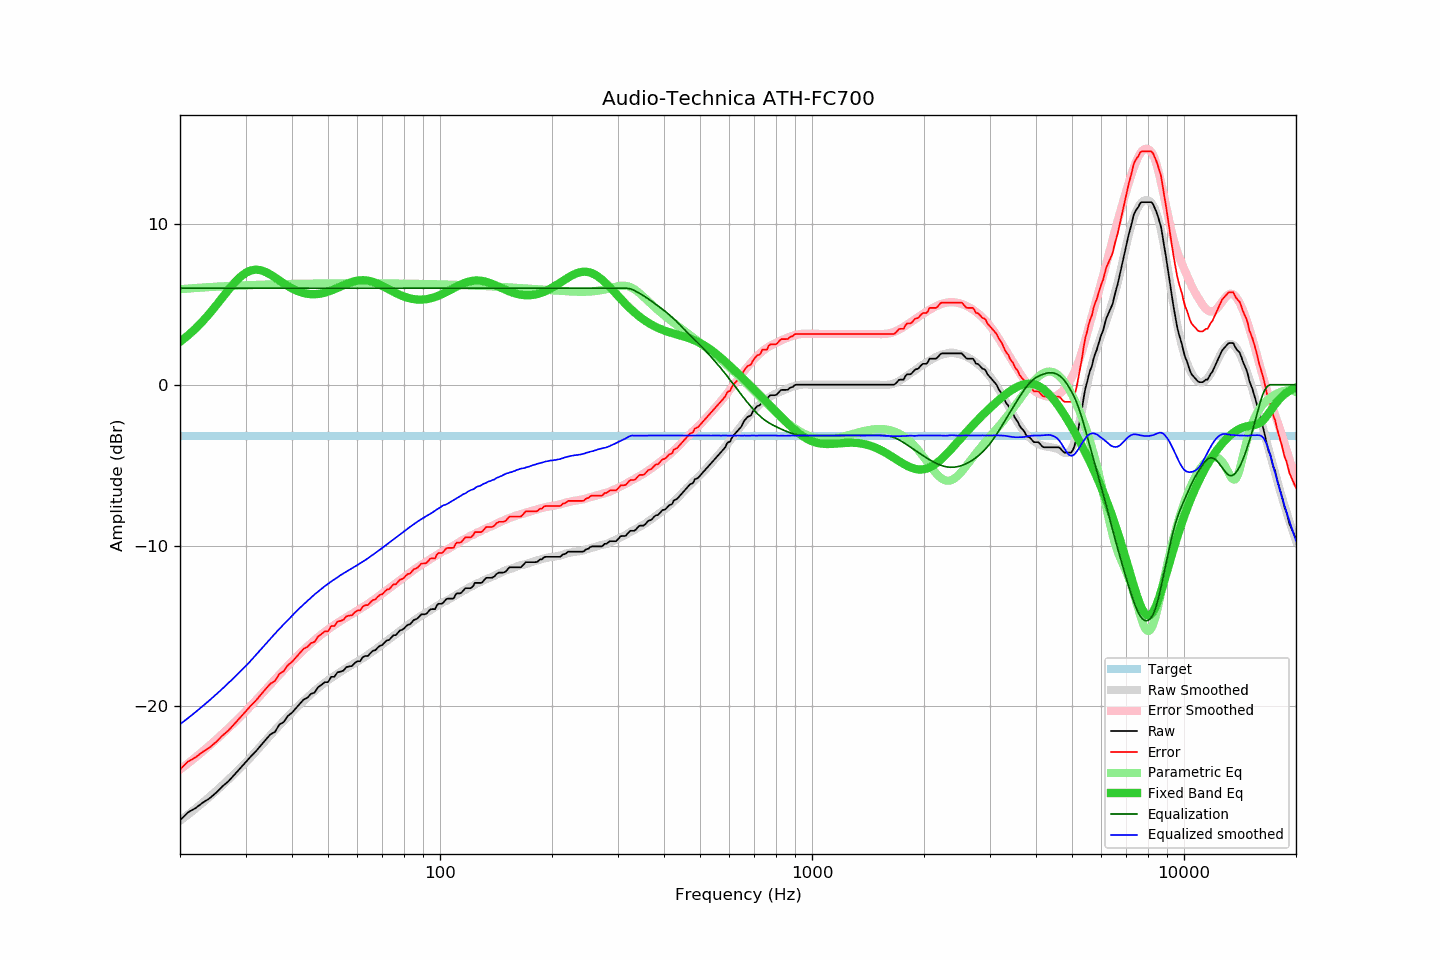 Audio-Technica ATH-FC700
10
0
−10
−20
Amplitude (dBr)
100
1000
10000
Frequency (Hz)
Target
Raw Smoothed
Error Smoothed
Raw
Error
Parametric Eq
Fixed Band Eq
Equalization
Equalized smoothed